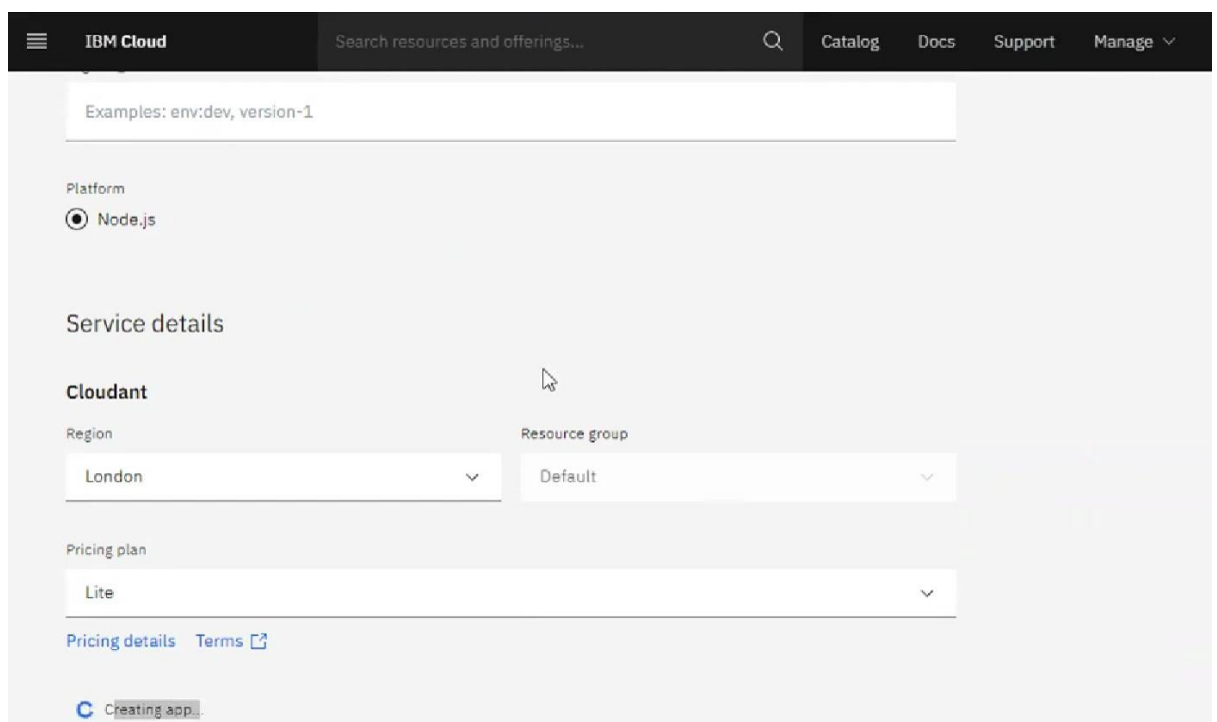 IBM Cloud Search resources and offerings... Catalog Docs Support Manage
Examples: env:dev, version-1
Platform
Node.js
Service details
Cloudant
Region Resource group
London Default
Pricing plan
Lite
Pricing details Terms
Creating app...